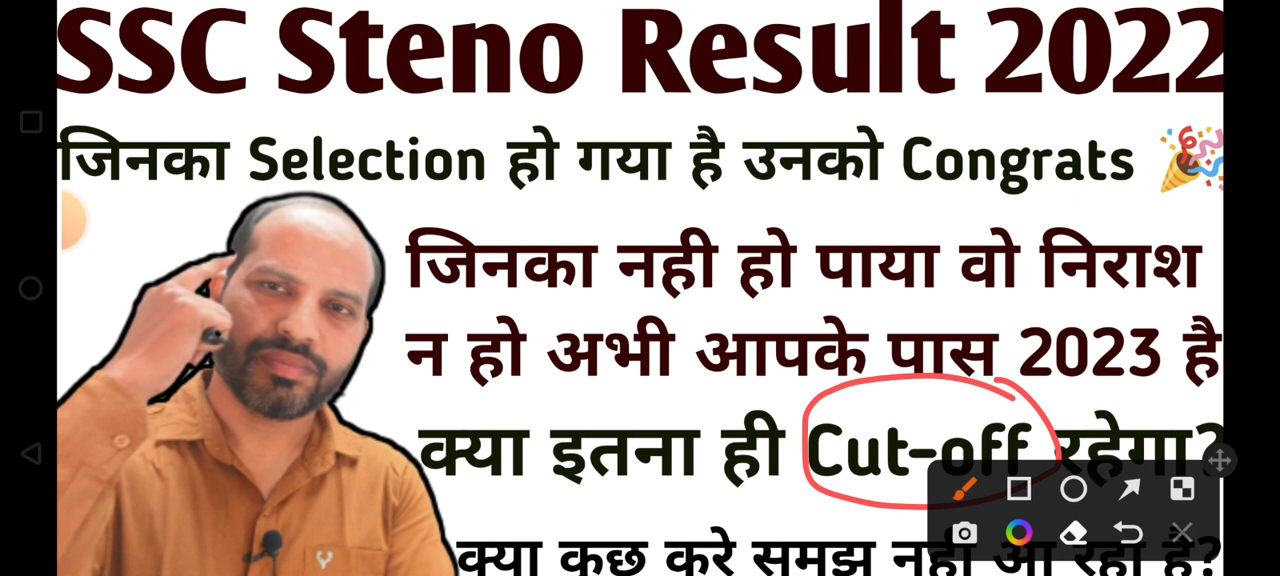 SSC Steno Result 2022
जिनका Selection हो गया है उनको Congrats
जिनका नही हो पाया वो निराश
न हो अभी आपके पास 2023 है
क्या इतना ही Cut-off रहेगा?
क्या कुछ करे समझ नही आ रहा है?